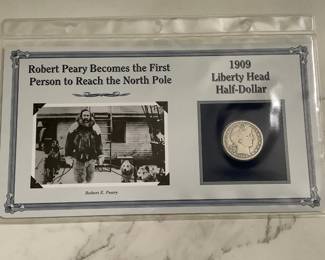 Robert Peary Becomes the First
Person to Reach the North Pole
1909
Liberty Head
Half-Dollar
Robert E. Peary